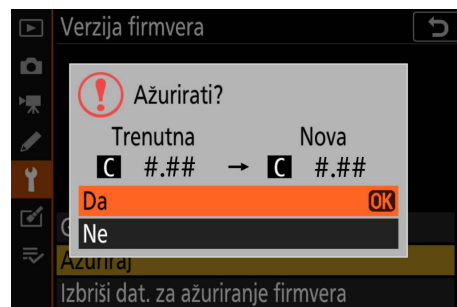 Verzija firmvera
Ažurirati?
Trenutna Nova
C #.## → C #.##
Da OK
Ne
Ažuriraj
Izbriši dat. za ažuriranje firmvera